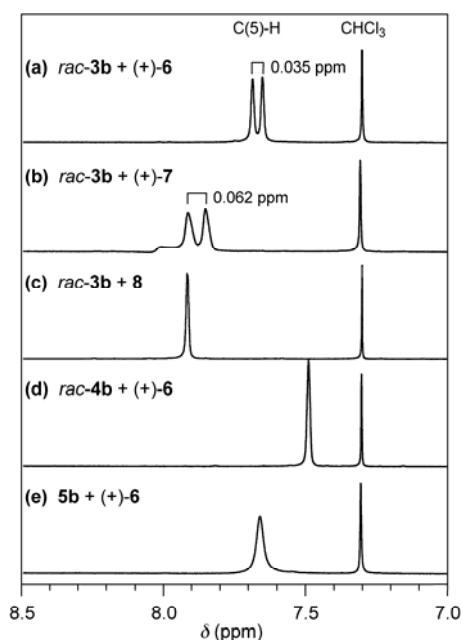 C(5)-H CHCl3
(a) rac-3b + (+)-6 0.035 ppm
(b) rac-3b + (+)-7 0.062 ppm
(c) rac-3b + 8
(d) rac-4b + (+)-6
(e) 5b + (+)-6
8.5 8.0 7.5 7.0
δ (ppm)